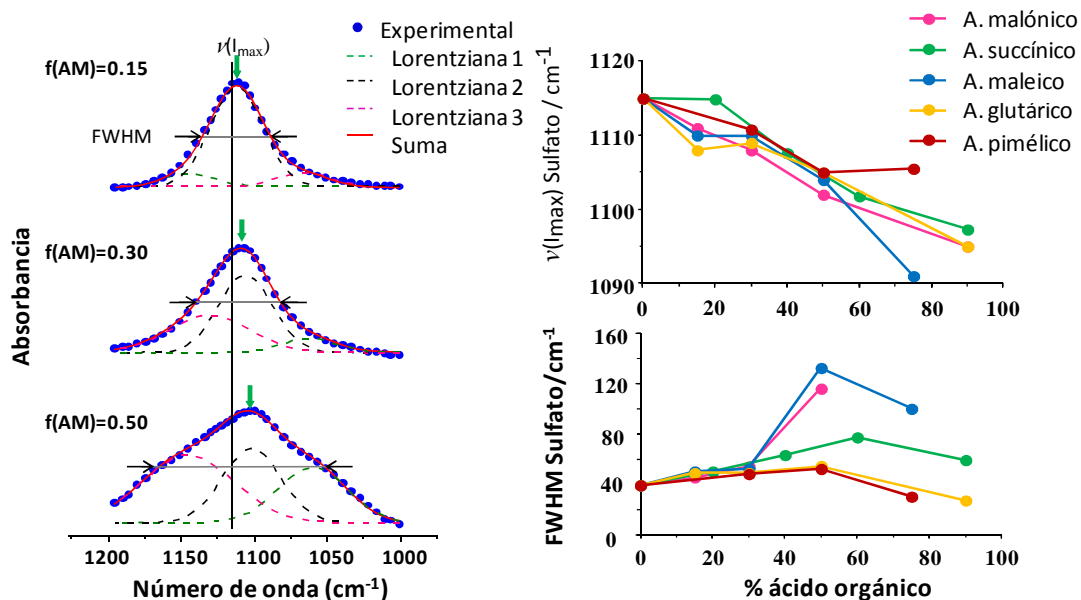 ν(Imax)
Experimental
Lorentziana 1
Lorentziana 2
Lorentziana 3
Suma
f(AM)=0.15
FWHM
f(AM)=0.30
f(AM)=0.50
Absorbancia
1200 1150 1100 1050 1000
Número de onda (cm-1)
A. malónico
A. succínico
A. maleico
A. glutárico
A. pimélico
ν(Imax) Sulfato / cm-1
1120
1110
1100
1090
0 20 40 60 80 100
FWHM Sulfato/cm-1
160
120
80
40
0
0 20 40 60 80 100
% ácido orgánico